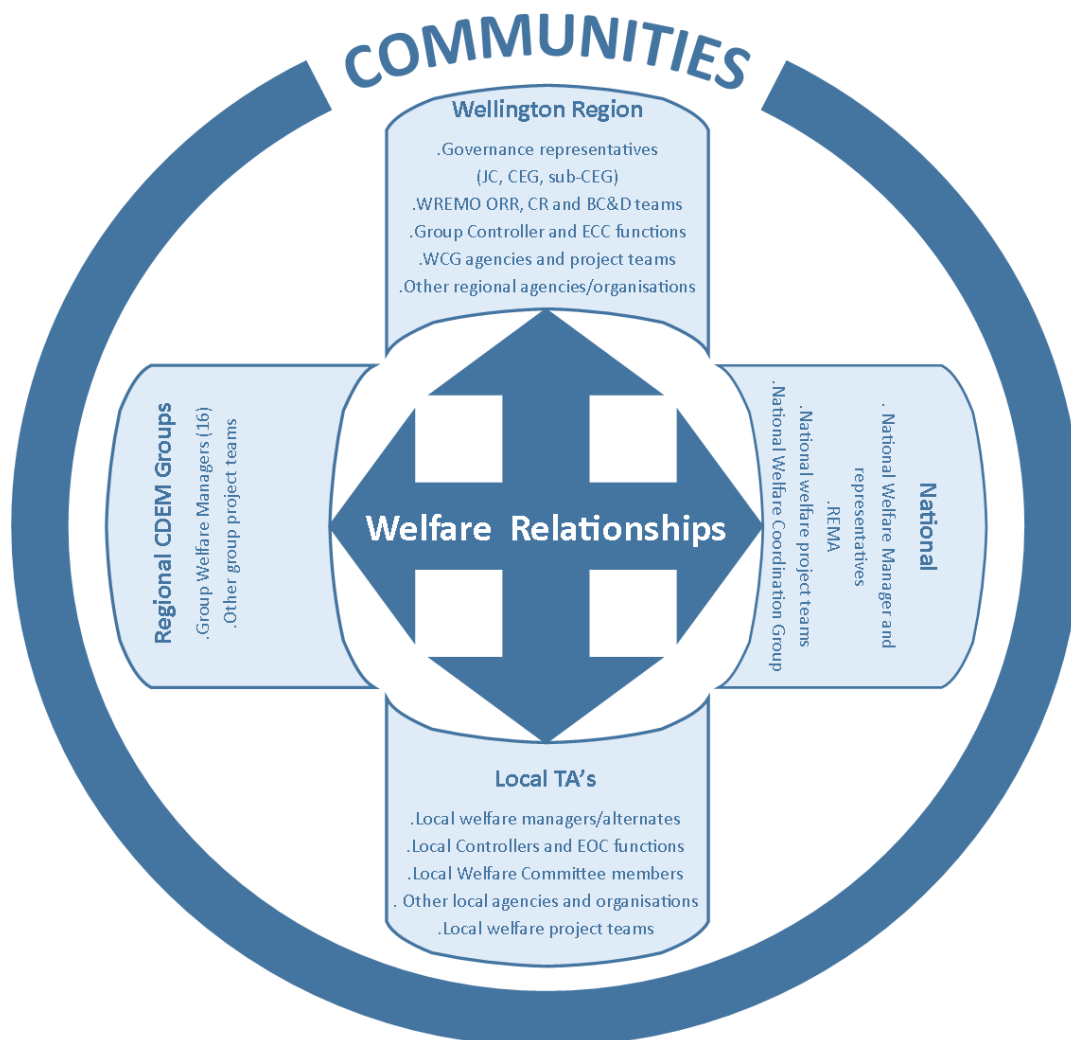 COMMUNITIES
Wellington Region
.Governance representatives
(JC, CEG, sub-CEG)
.WREMO ORR, CR and BC&D teams
.Group Controller and ECC functions
.WCG agencies and project teams
.Other regional agencies/organisations
Regional CDEM Groups
.Group Welfare Managers (16)
.Other group project teams
Welfare Relationships
National
. National Welfare Manager and
representatives
.REMA
.National welfare project teams
.National Welfare Coordination Group
Local TA's
.Local welfare managers/alternates
.Local Controllers and EOC functions
.Local Welfare Committee members
. Other local agencies and organisations
.Local welfare project teams